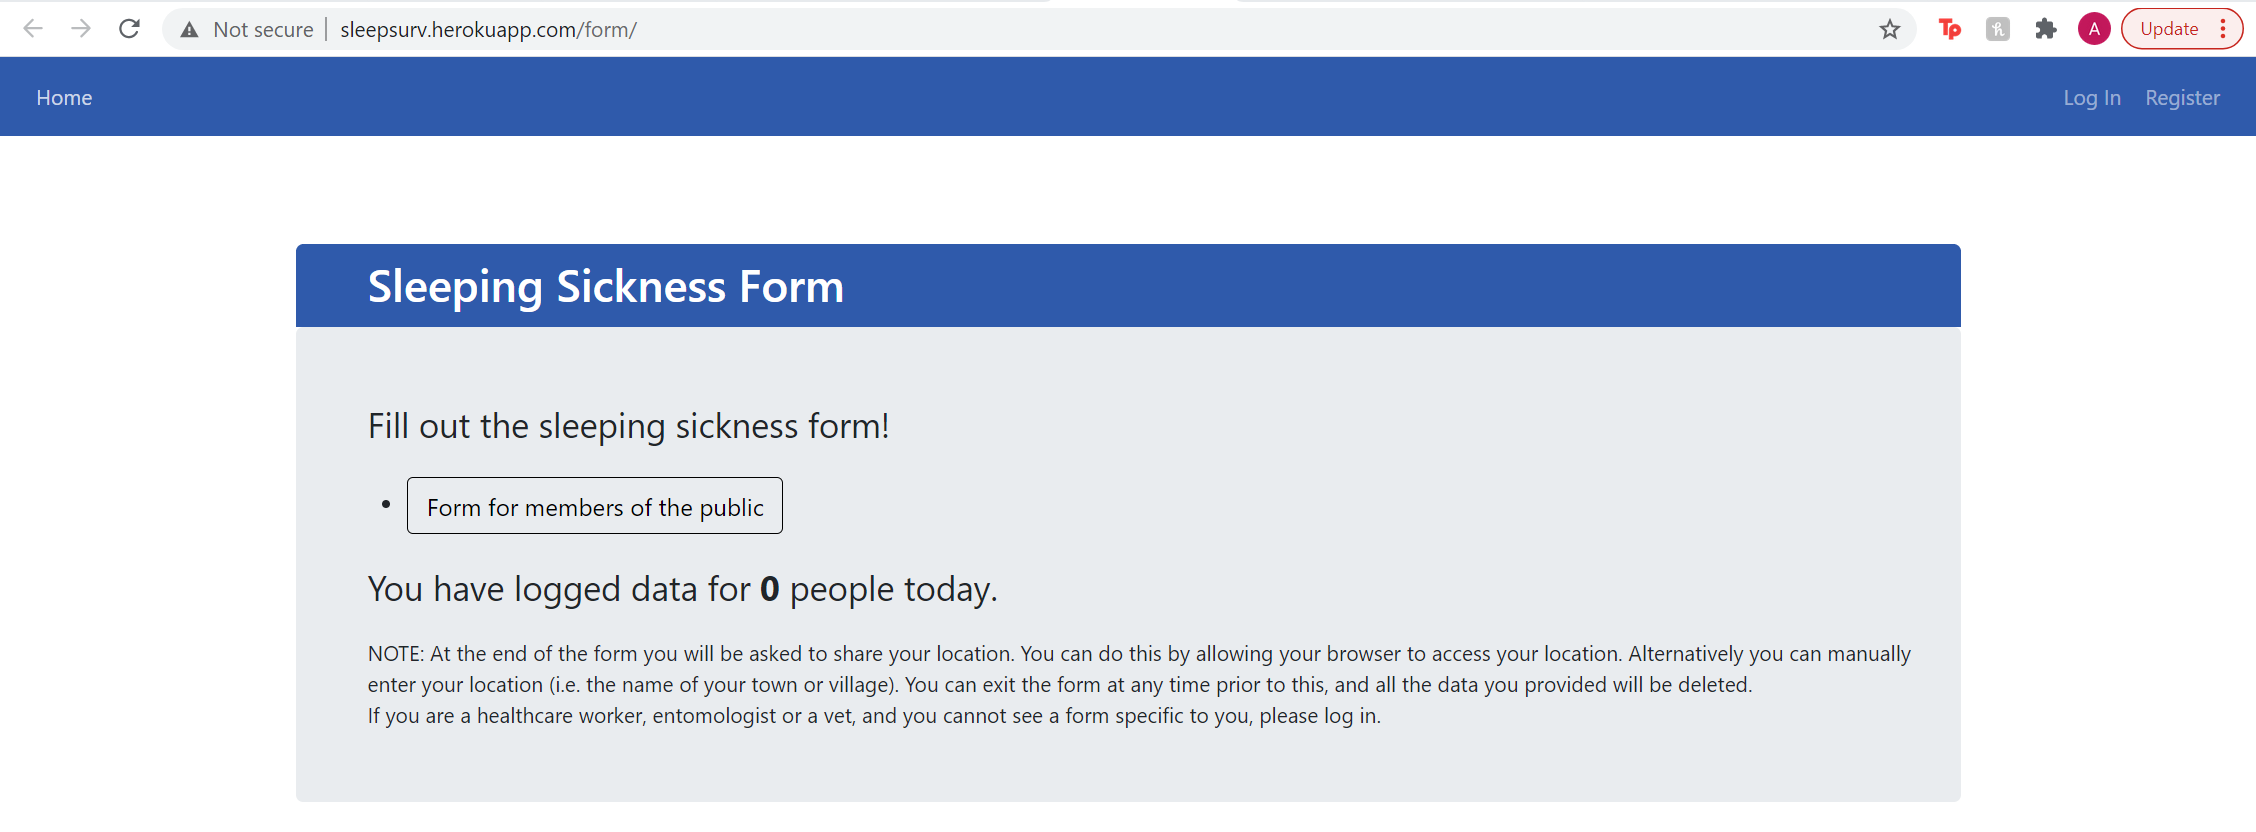 Not secure | sleepsurv.herokuapp.com/form/
Tp
A
Update
Home
Log In
Register
Sleeping Sickness Form
Fill out the sleeping sickness form!
• Form for members of the public
You have logged data for 0 people today.
NOTE: At the end of the form you will be asked to share your location. You can do this by allowing your browser to access your location. Alternatively you can manually
enter your location (i.e. the name of your town or village). You can exit the form at any time prior to this, and all the data you provided will be deleted.
If you are a healthcare worker, entomologist or a vet, and you cannot see a form specific to you, please log in.